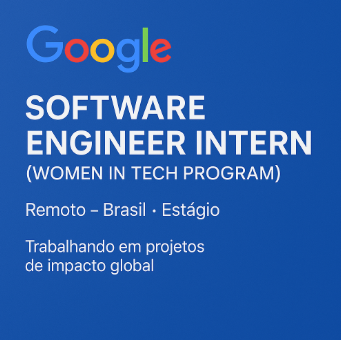 Google
SOFTWARE
ENGINEER INTERN
(WOMEN IN TECH PROGRAM)
Remoto – Brasil • Estágio
Trabalhando em projetos
de impacto global